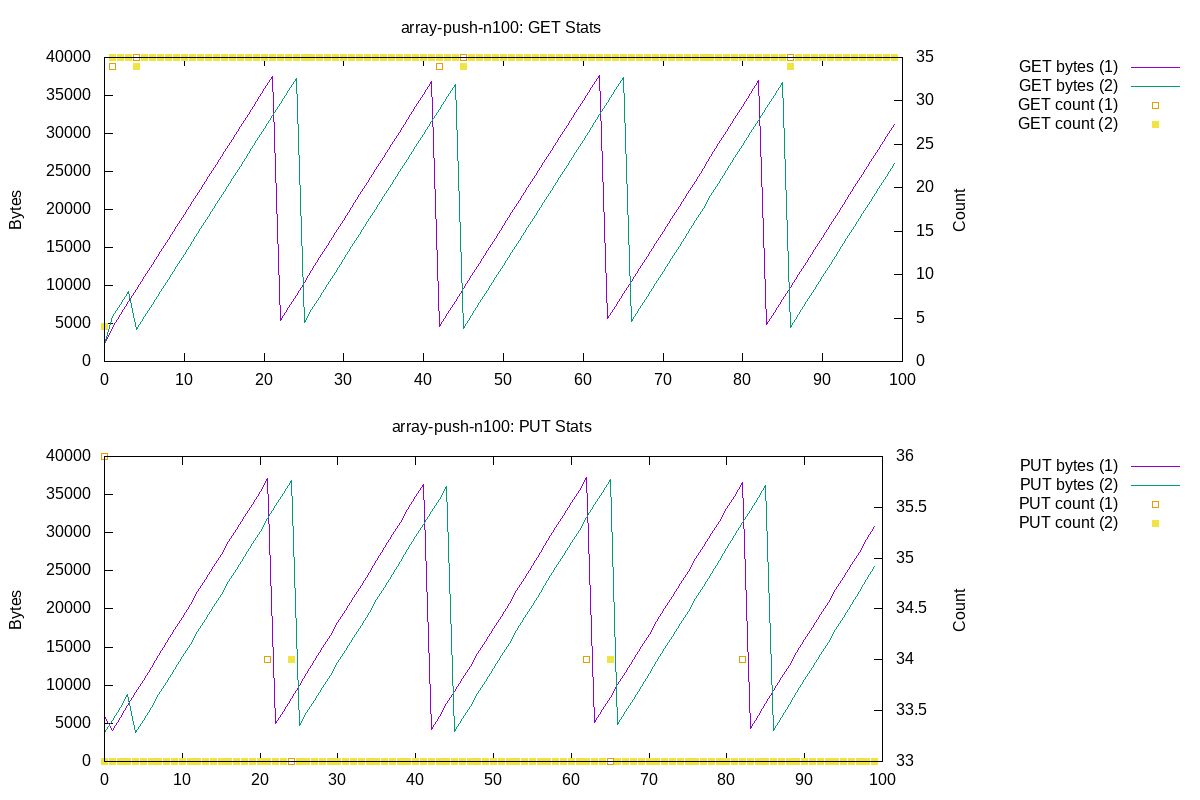 array-push-n100: GET Stats
40000
35000
30000
25000
20000
15000
10000
5000
0
Bytes
0 10 20 30 40 50 60 70 80 90 100
35
30
25
20
15
10
5
0
Count
GET bytes (1)
GET bytes (2)
GET count (1)
GET count (2)
array-push-n100: PUT Stats
40000
35000
30000
25000
20000
15000
10000
5000
0
Bytes
0 10 20 30 40 50 60 70 80 90 100
36
35.5
35
34.5
34
33.5
33
Count
PUT bytes (1)
PUT bytes (2)
PUT count (1)
PUT count (2)